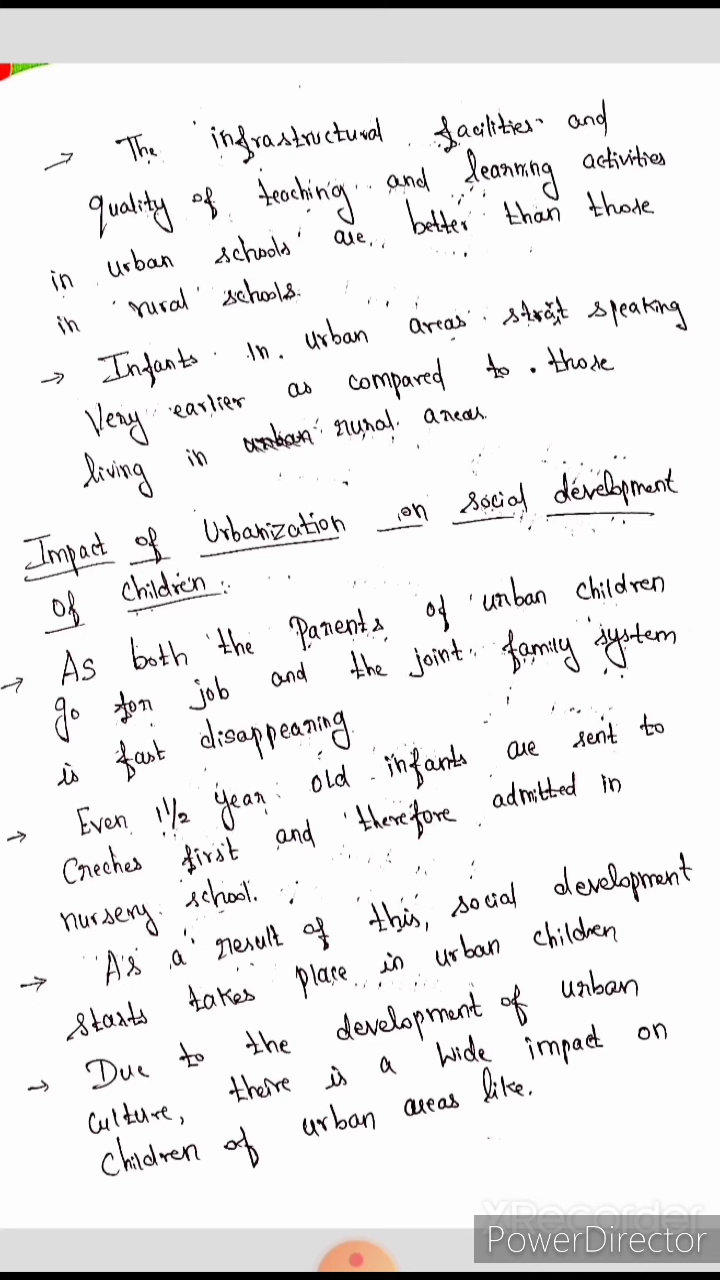 → The infrastructural facilities and
quality of teaching and learning activities
in urban schools are better than those
in rural schools.
→ Infants in urban areas strat speaking
Very earlier as compared to those
living in urban rural areas.
Impact of Urbanization on social development
of children:
→ As both the Parents of urban children
go for job and the joint family system
is fast disappearing
→ Even 1 1/2 year old infants are sent to
Creches first and therefore admitted in
nursery school.
→ As a result of this, social development
starts takes place in urban children
→ Due to the development of urban
culture, there is a wide impact on
children of urban areas like.
XRecorder
PowerDirector